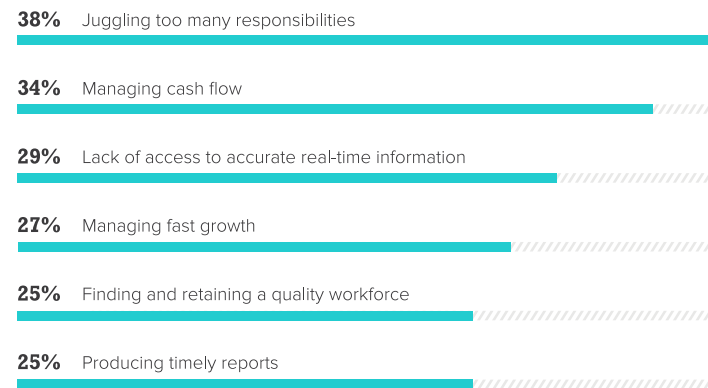 38% Juggling too many responsibilities
34% Managing cash flow
29% Lack of access to accurate real-time information
27% Managing fast growth
25% Finding and retaining a quality workforce
25% Producing timely reports